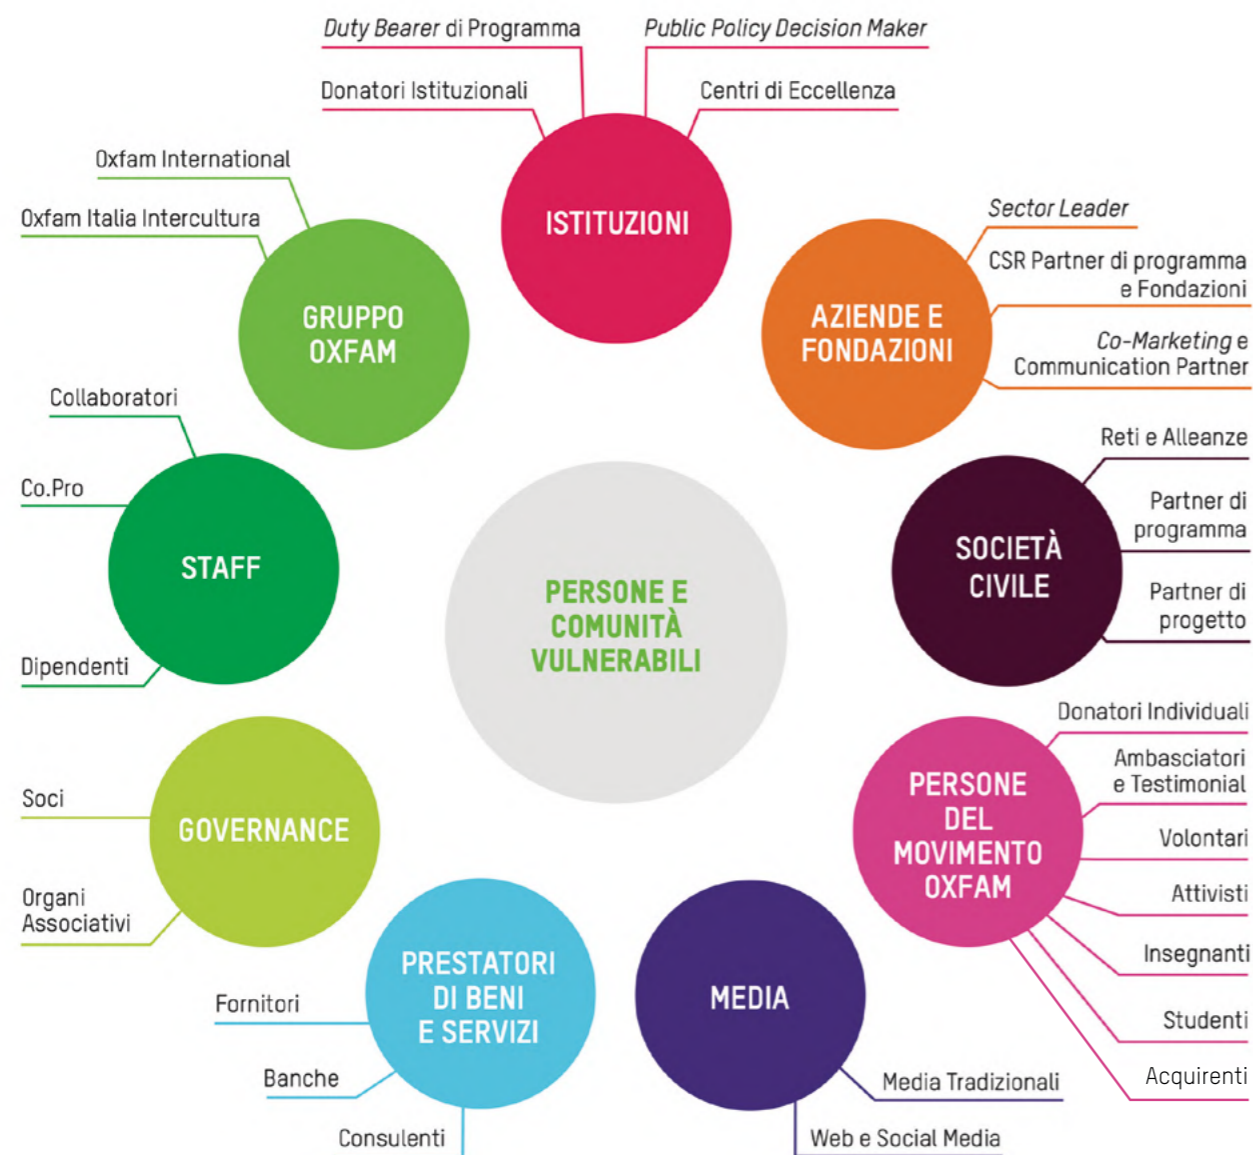 Duty Bearer di Programma
Public Policy Decision Maker
Donatori Istituzionali
Centri di Eccellenza
ISTITUZIONI
Oxfam International
Oxfam Italia Intercultura
GRUPPO
OXFAM
Sector Leader
CSR Partner di programma
e Fondazioni
Co-Marketing e
Communication Partner
AZIENDE E
FONDAZIONI
Collaboratori
Co.Pro
Dipendenti
STAFF
PERSONE E
COMUNITÀ
VULNERABILI
Reti e Alleanze
Partner di
programma
Partner di
progetto
SOCIETÀ
CIVILE
Soci
Organi
Associativi
GOVERNANCE
Donatori Individuali
Ambasciatori
e Testimonial
Volontari
Attivisti
Insegnanti
Studenti
Acquirenti
PERSONE
DEL
MOVIMENTO
OXFAM
PRESTATORI
DI BENI
E SERVIZI
Fornitori
Banche
Consulenti
MEDIA
Media Tradizionali
Web e Social Media